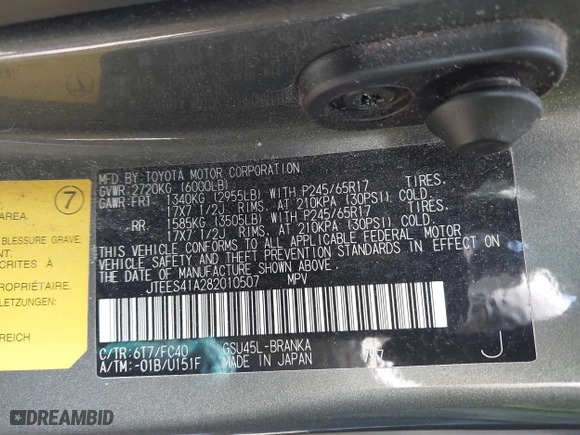 MFD BY TOYOTA MOTOR CORPORATION
GVWR: 2720KG (6000LB)
GAWR: FRT. 1340KG (2955LB) WITH P245/65R17 TIRES.
17X7 1/2J RIMS, AT 210KPA (30PSI) COLD.
RR. 1585KG (3505LB) WITH P245/65R17 TIRES.
17X7 1/2J RIMS, AT 210KPA (30PSI) COLD.
THIS VEHICLE CONFORMS TO ALL APPLICABLE FEDERAL MOTOR
VEHICLE SAFETY AND THEFT PREVENTION STANDARDS IN EFFECT ON
THE DATE OF MANUFACTURE SHOWN ABOVE.
JTEES41A282010507 MPV
C/TR: 6T7/FC40 GSU45L-BRANKA
A/TM: -01B/U151F MADE IN JAPAN
J
7
AREA.
BLESSURE GRAVE
ENT.
CRITES À
PROPRIÉTAIRE.
REICH
DREAMBID